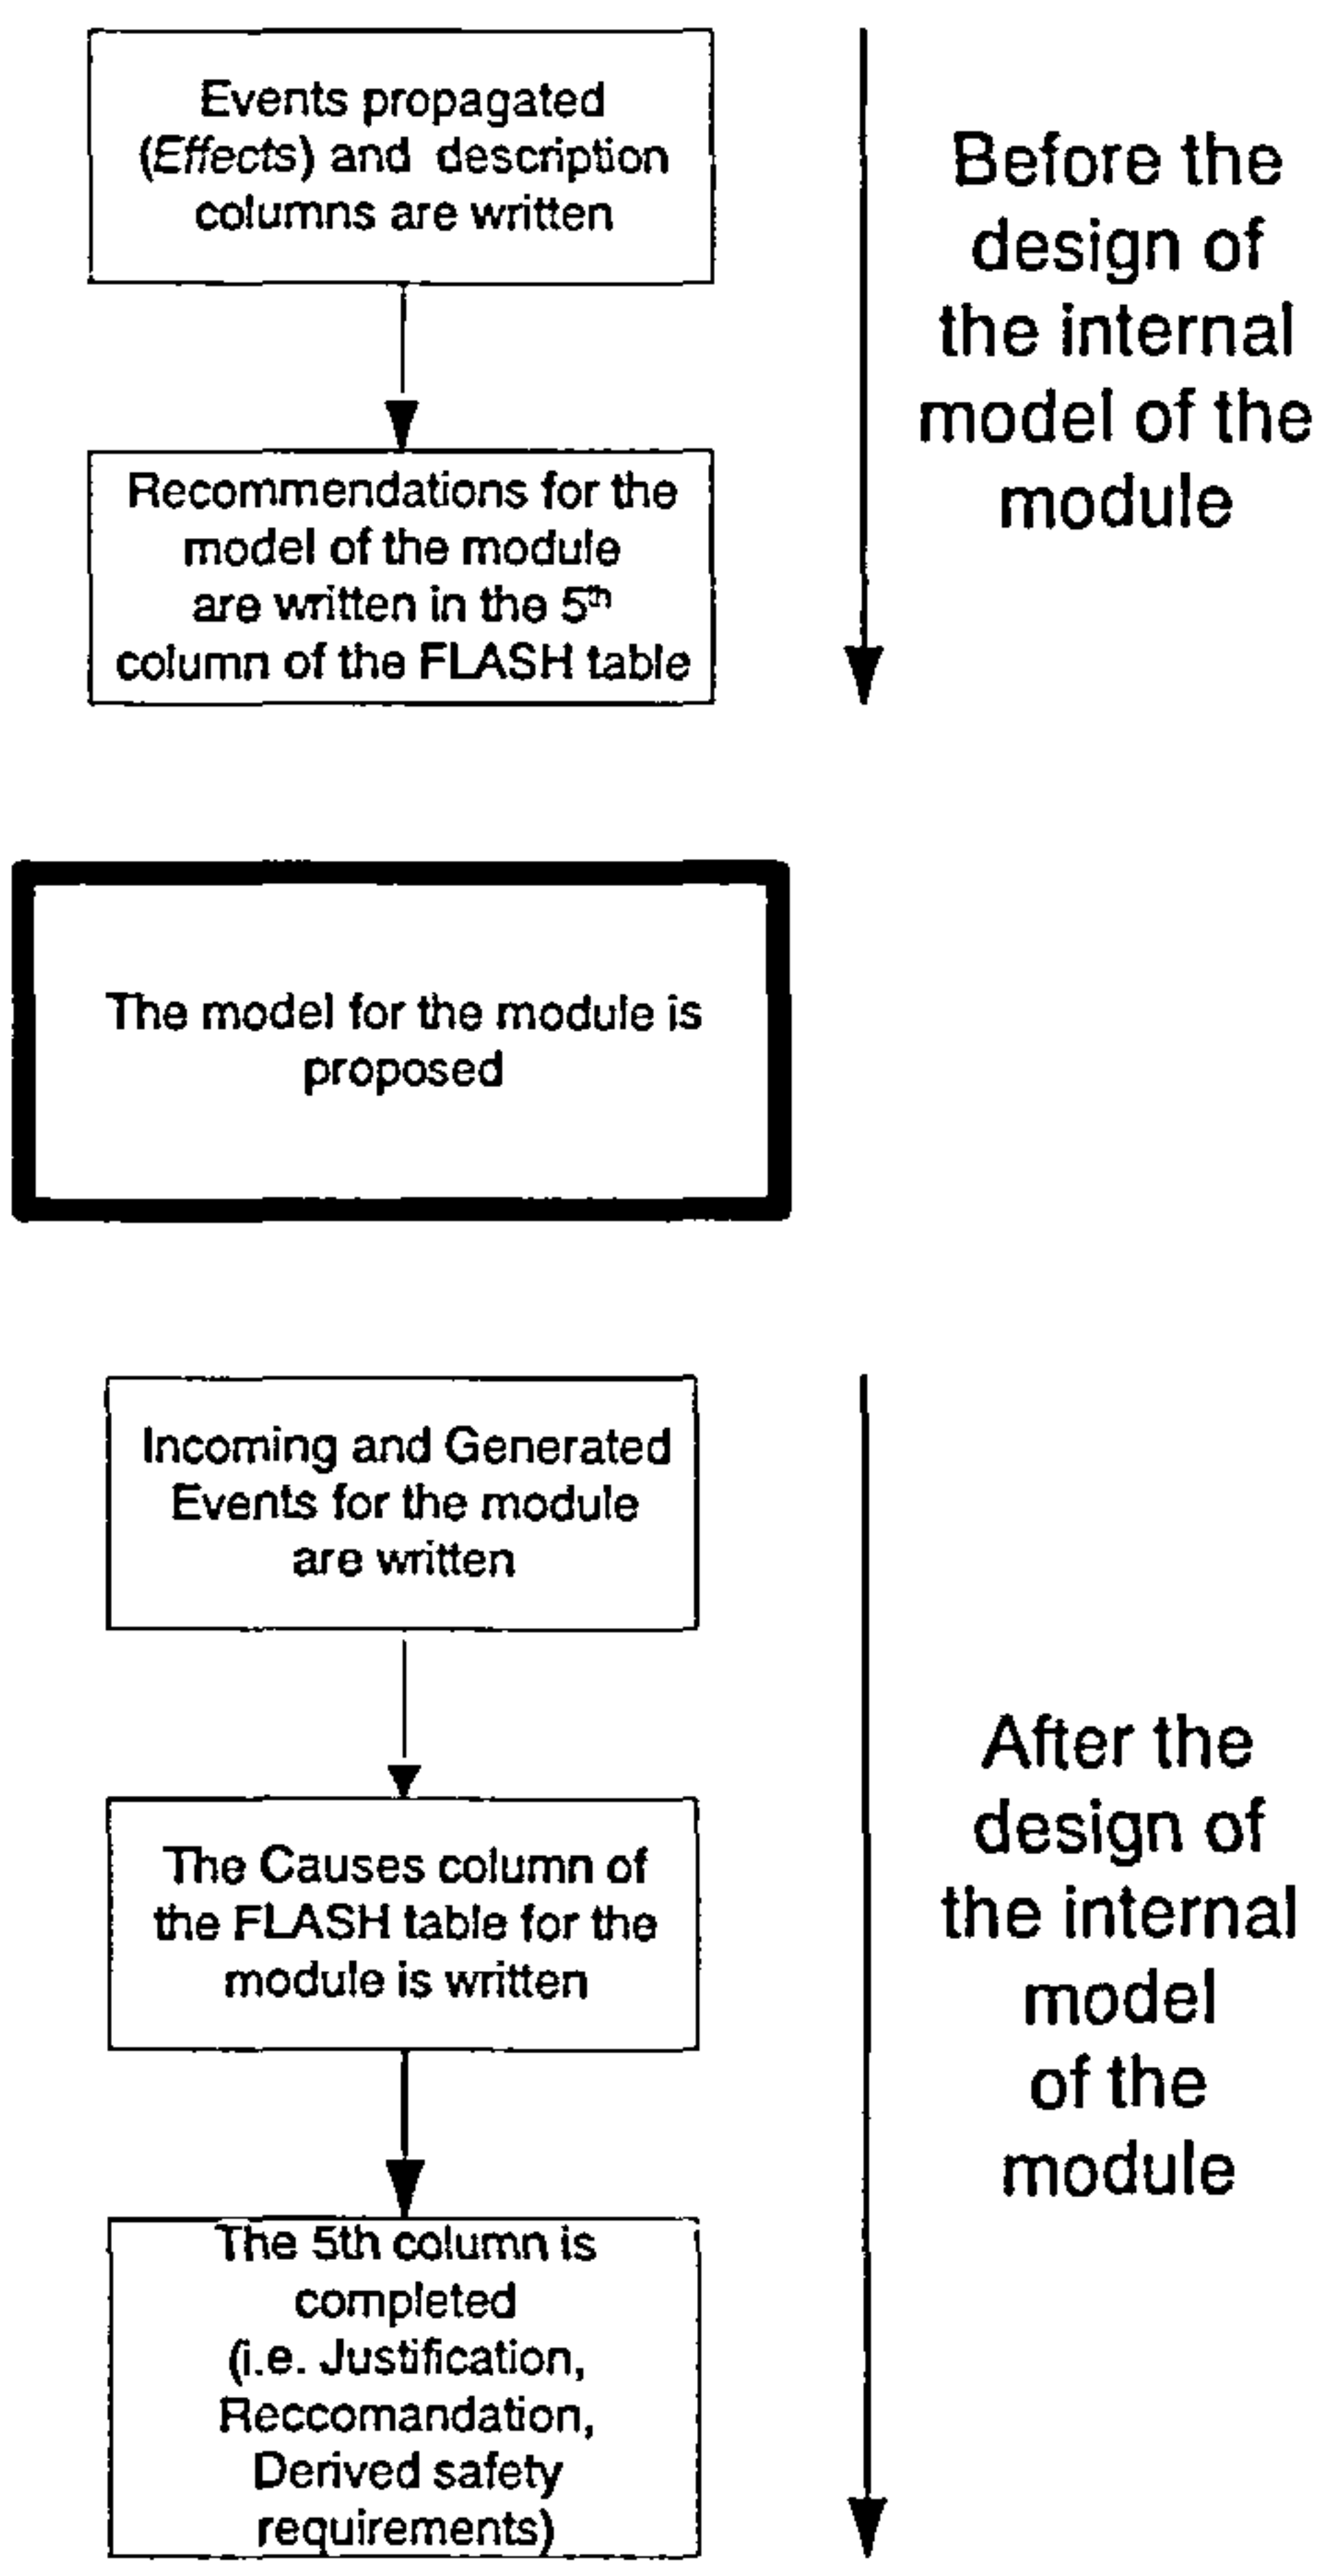 Events propagated
(Effects) and description
columns are written
Before the
design of
the internal
model of the
module
Recommendations for the
model of the module
are written in the 5th
column of the FLASH table
The model for the module is
proposed
Incoming and Generated
Events for the module
are written
The Causes column of
the FLASH table for the
module is written
After the
design of
the internal
model
of the
module
The 5th column is
completed
(i.e. Justification,
Reccomandation,
Derived safety
requirements)